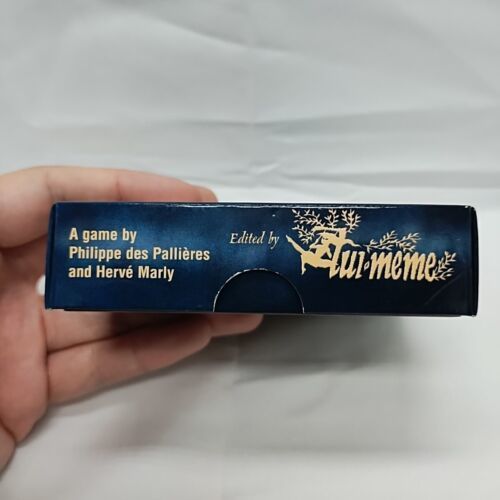 A game by
Philippe des Pallières
and Hervé Marly
Edited by
lui-même